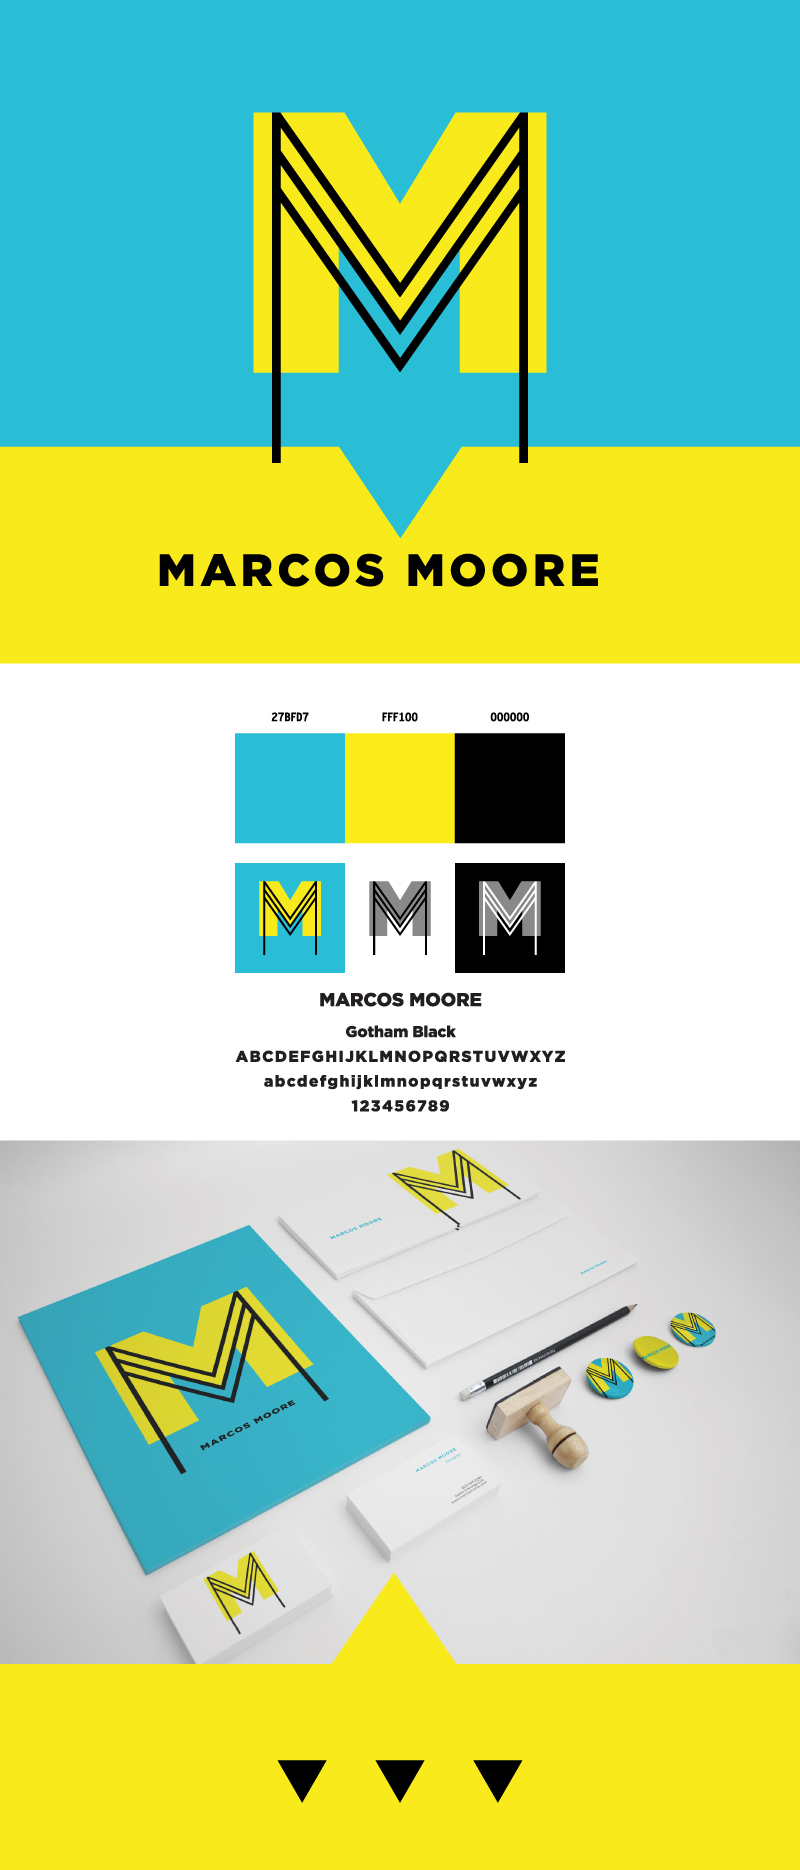 MARCOS MOORE
27BFD7 FFF100 000000
MARCOS MOORE
Gotham Black
ABCDEFGHIJKLMNOPQRSTUVWXYZ
abcdefghijklmnopqrstuvwxyz
123456789
MARCOS MOORE
MARCOS MOORE
MARCOS MOORE